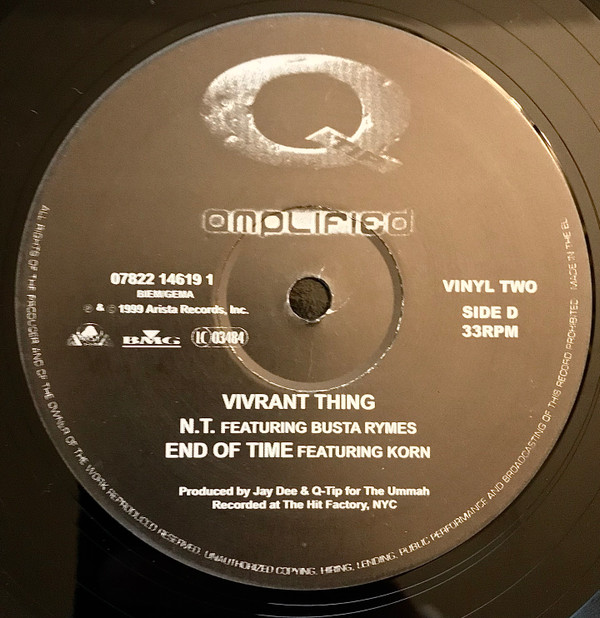 Q
amplified
07822 14619 1
BIEM/GEMA
℗ & © 1999 Arista Records, Inc.
BMG
LC 03484
VINYL TWO
SIDE D
33RPM
VIVRANT THING
N.T. FEATURING BUSTA RYMES
END OF TIME FEATURING KORN
Produced by Jay Dee & Q-Tip for The Ummah
Recorded at The Hit Factory, NYC
ALL RIGHTS OF THE PRODUCER AND OF THE OWNER OF THE WORK REPRODUCED RESERVED. UNAUTHORIZED COPYING, HIRING, LENDING, PUBLIC PERFORMANCE AND BROADCASTING OF THIS RECORD PROHIBITED MADE IN THE EU